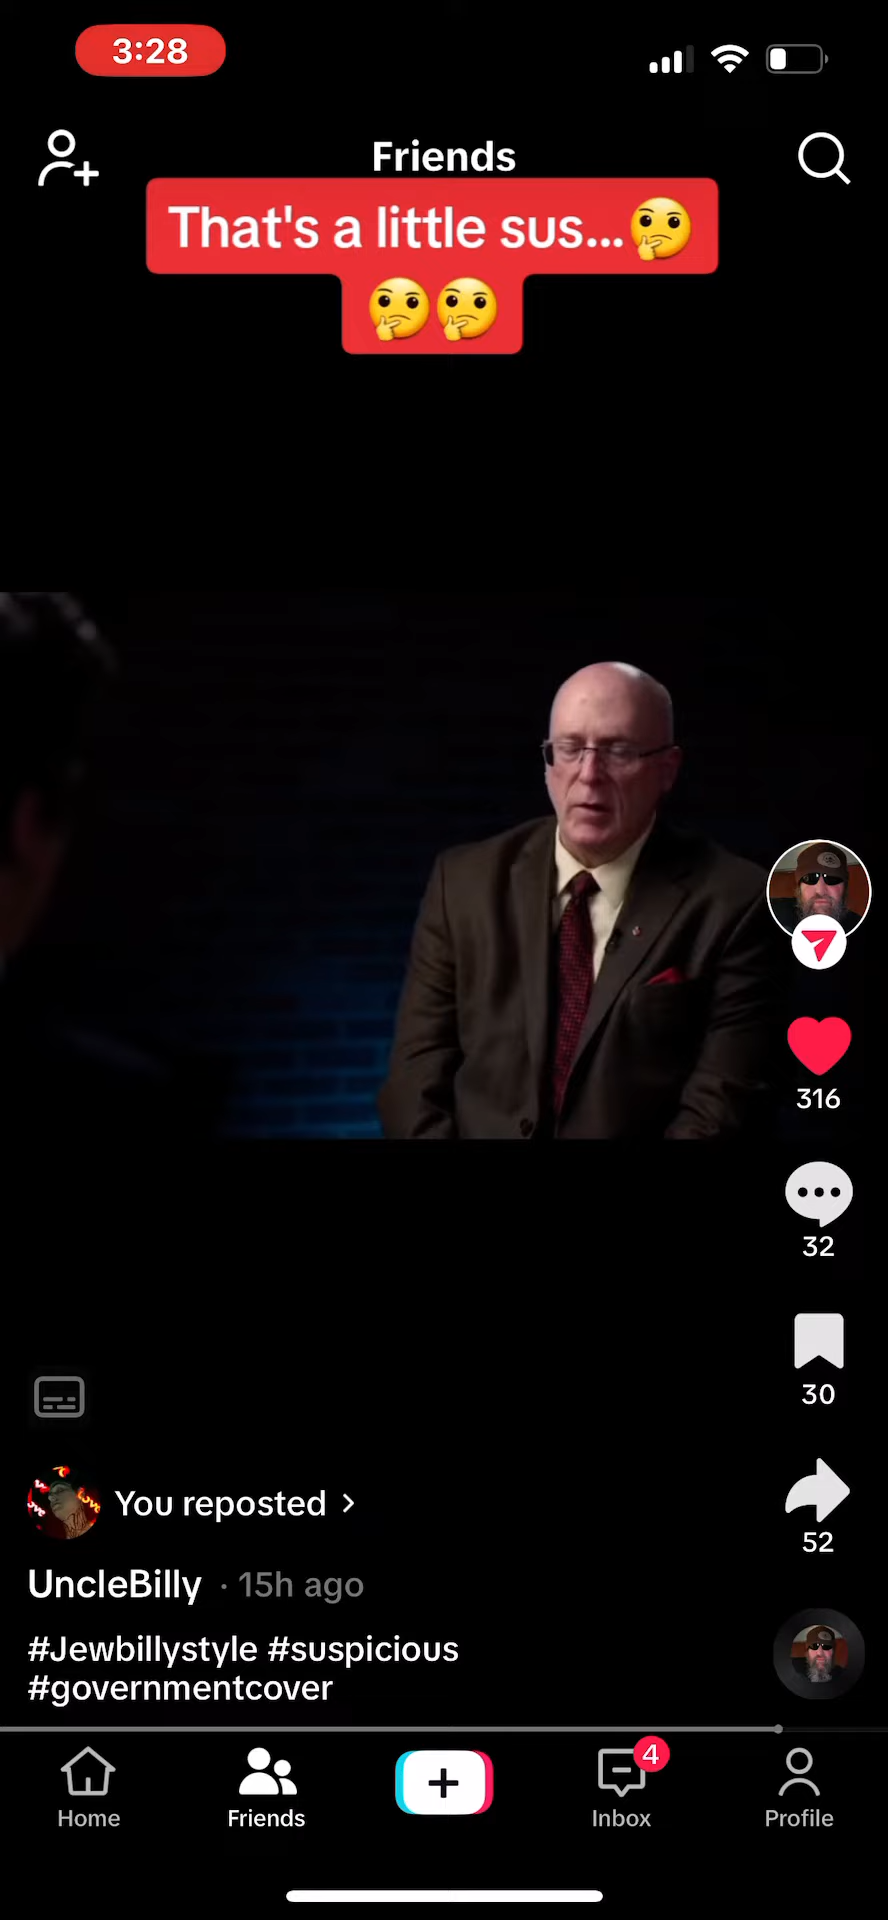 3:28
Friends
That's a little sus...🤔
🤔🤔
316
32
30
52
You reposted >
UncleBilly · 15h ago
#Jewbillystyle #suspicious
#governmentcover
Home
Friends
4
Inbox
Profile